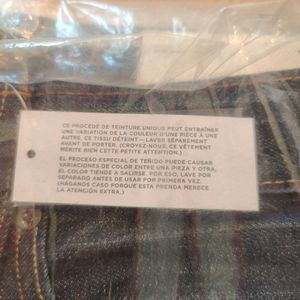 CE PROCÉDÉ DE TEINTURE UNIQUE PEUT ENTRAÎNER
UNE VARIATION DE LA COULEUR D'UNE PIÈCE À UNE
AUTRE. CE TISSU DÉTEINT — LAVER SÉPARÉMENT
AVANT DE PORTER. (CROYEZ-NOUS, CE VÊTEMENT
MÉRITE BIEN CETTE PETITE ATTENTION.)
EL PROCESO ESPECIAL DE TEÑIDO PUEDE CAUSAR
VARIACIONES DE COLOR ENTRE UNA PIEZA Y OTRA.
EL COLOR TIENDE A SALIRSE. POR ESO, LAVE POR
SEPARADO ANTES DE USAR POR PRIMERA VEZ.
(HÁGANOS CASO PORQUE ESTA PRENDA MERECE
LA ATENCIÓN EXTRA.)